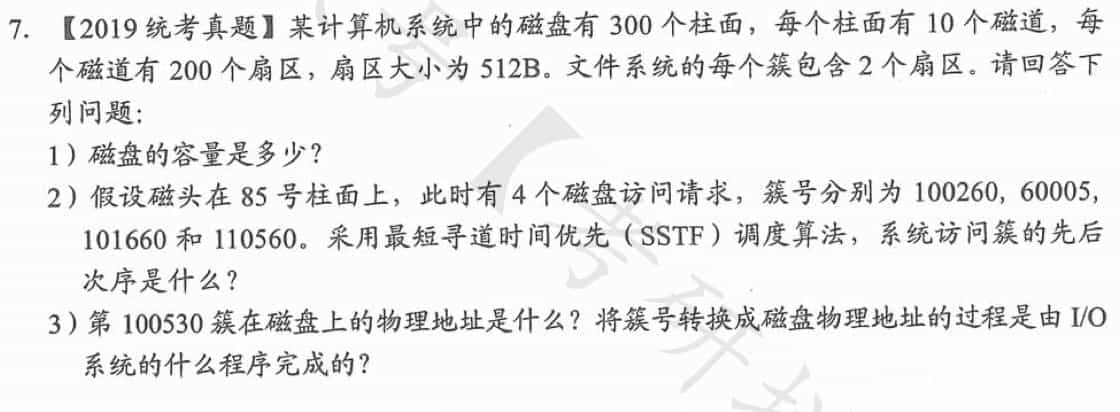 7. 【2019 统考真题】某计算机系统中的磁盘有 300 个柱面，每个柱面有 10 个磁道，每
个磁道有 200 个扇区，扇区大小为 512B。文件系统的每个簇包含 2 个扇区。请回答下
列问题：
1）磁盘的容量是多少？
2）假设磁头在 85 号柱面上，此时有 4 个磁盘访问请求，簇号分别为 100260, 60005,
101660 和 110560。采用最短寻道时间优先（SSTF）调度算法，系统访问簇的先后
次序是什么？
3）第 100530 簇在磁盘上的物理地址是什么？将簇号转换成磁盘物理地址的过程是由 I/O
系统的什么程序完成的？